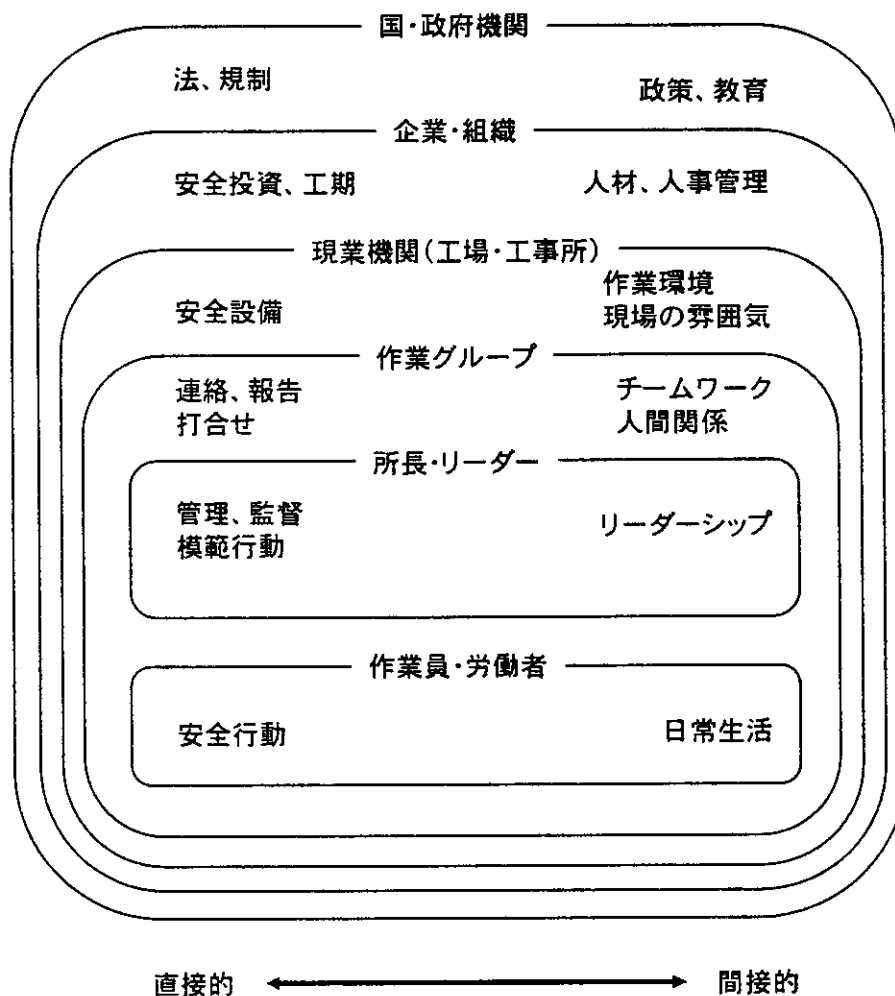 国・政府機関
法、規制
政策、教育
企業・組織
安全投資、工期
人材、人事管理
現業機関(工場・工事所)
安全設備
作業環境
現場の雰囲気
作業グループ
連絡、報告
打合せ
チームワーク
人間関係
所長・リーダー
管理、監督
模範行動
リーダーシップ
作業員・労働者
安全行動
日常生活
直接的
間接的